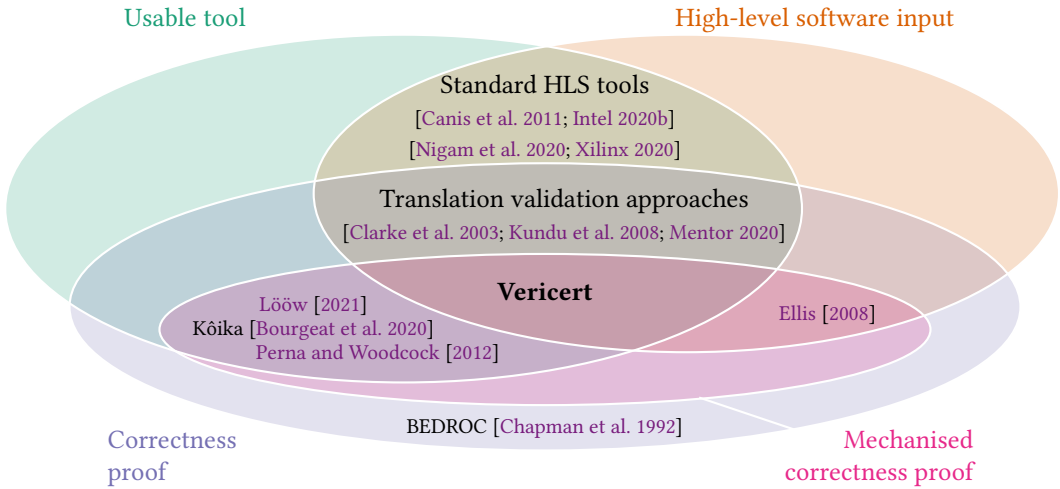 Usable tool
High-level software input
Standard HLS tools
[Canis et al. 2011; Intel 2020b]
[Nigam et al. 2020; Xilinx 2020]
Translation validation approaches
[Clarke et al. 2003; Kundu et al. 2008; Mentor 2020]
Vericert
Lööw [2021]
Kôika [Bourgeat et al. 2020]
Perna and Woodcock [2012]
Ellis [2008]
BEDROC [Chapman et al. 1992]
Correctness
proof
Mechanised
correctness proof